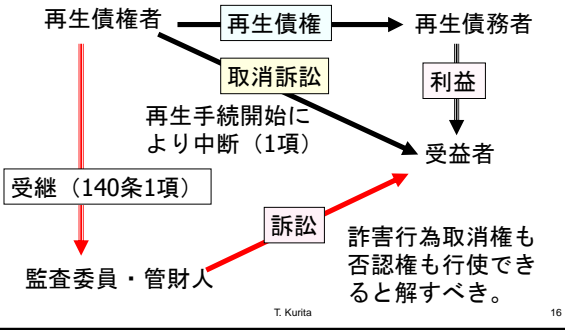 再生債権者
再生債権
再生債務者
取消訴訟
利益
再生手続開始に
より中断（1項）
受益者
受継（140条1項）
訴訟
詐害行為取消権も
否認権も行使でき
ると解すべき。
監査委員・管財人
T. Kurita
16